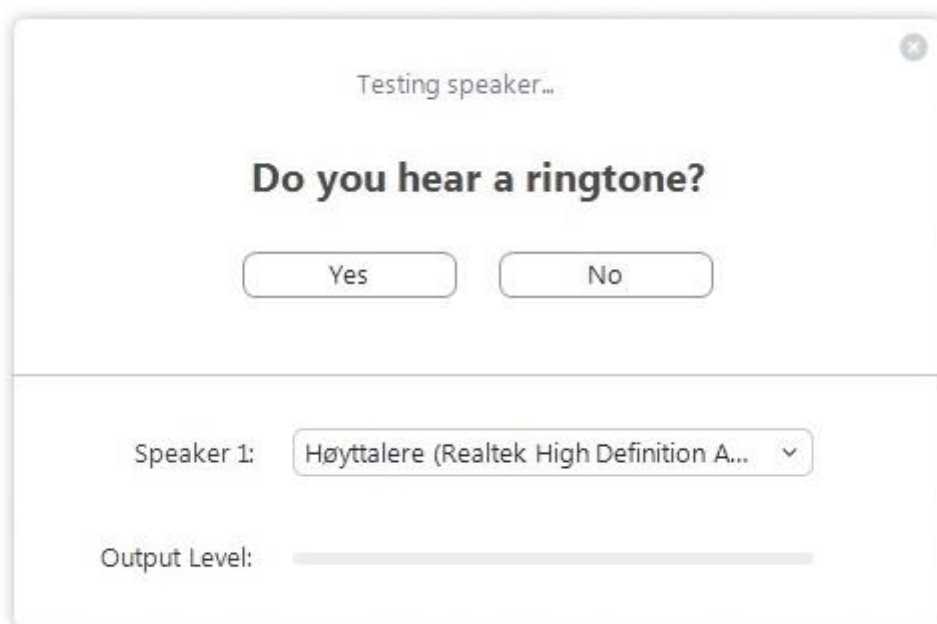 Testing speaker...
Do you hear a ringtone?
Yes No
Speaker 1: Høyttalere (Realtek High Definition A...
Output Level: